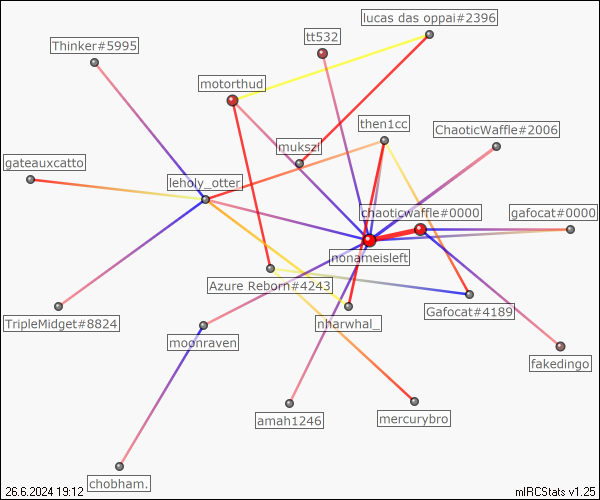 lucas das oppai#2396
tt532
Thinker#5995
motorthud
then1cc
ChaoticWaffle#2006
mukszi
gateauxcatto
leholy_otter
chaoticwaffle#0000
gafocat#0000
nonameisleft
Azure Reborn#4243
nharwhal_
Gafocat#4189
TripleMidget#8824
moonraven
fakedingo
amah1246
mercurybro
chobham.
26.6.2024 19:12
mIRCStats v1.25